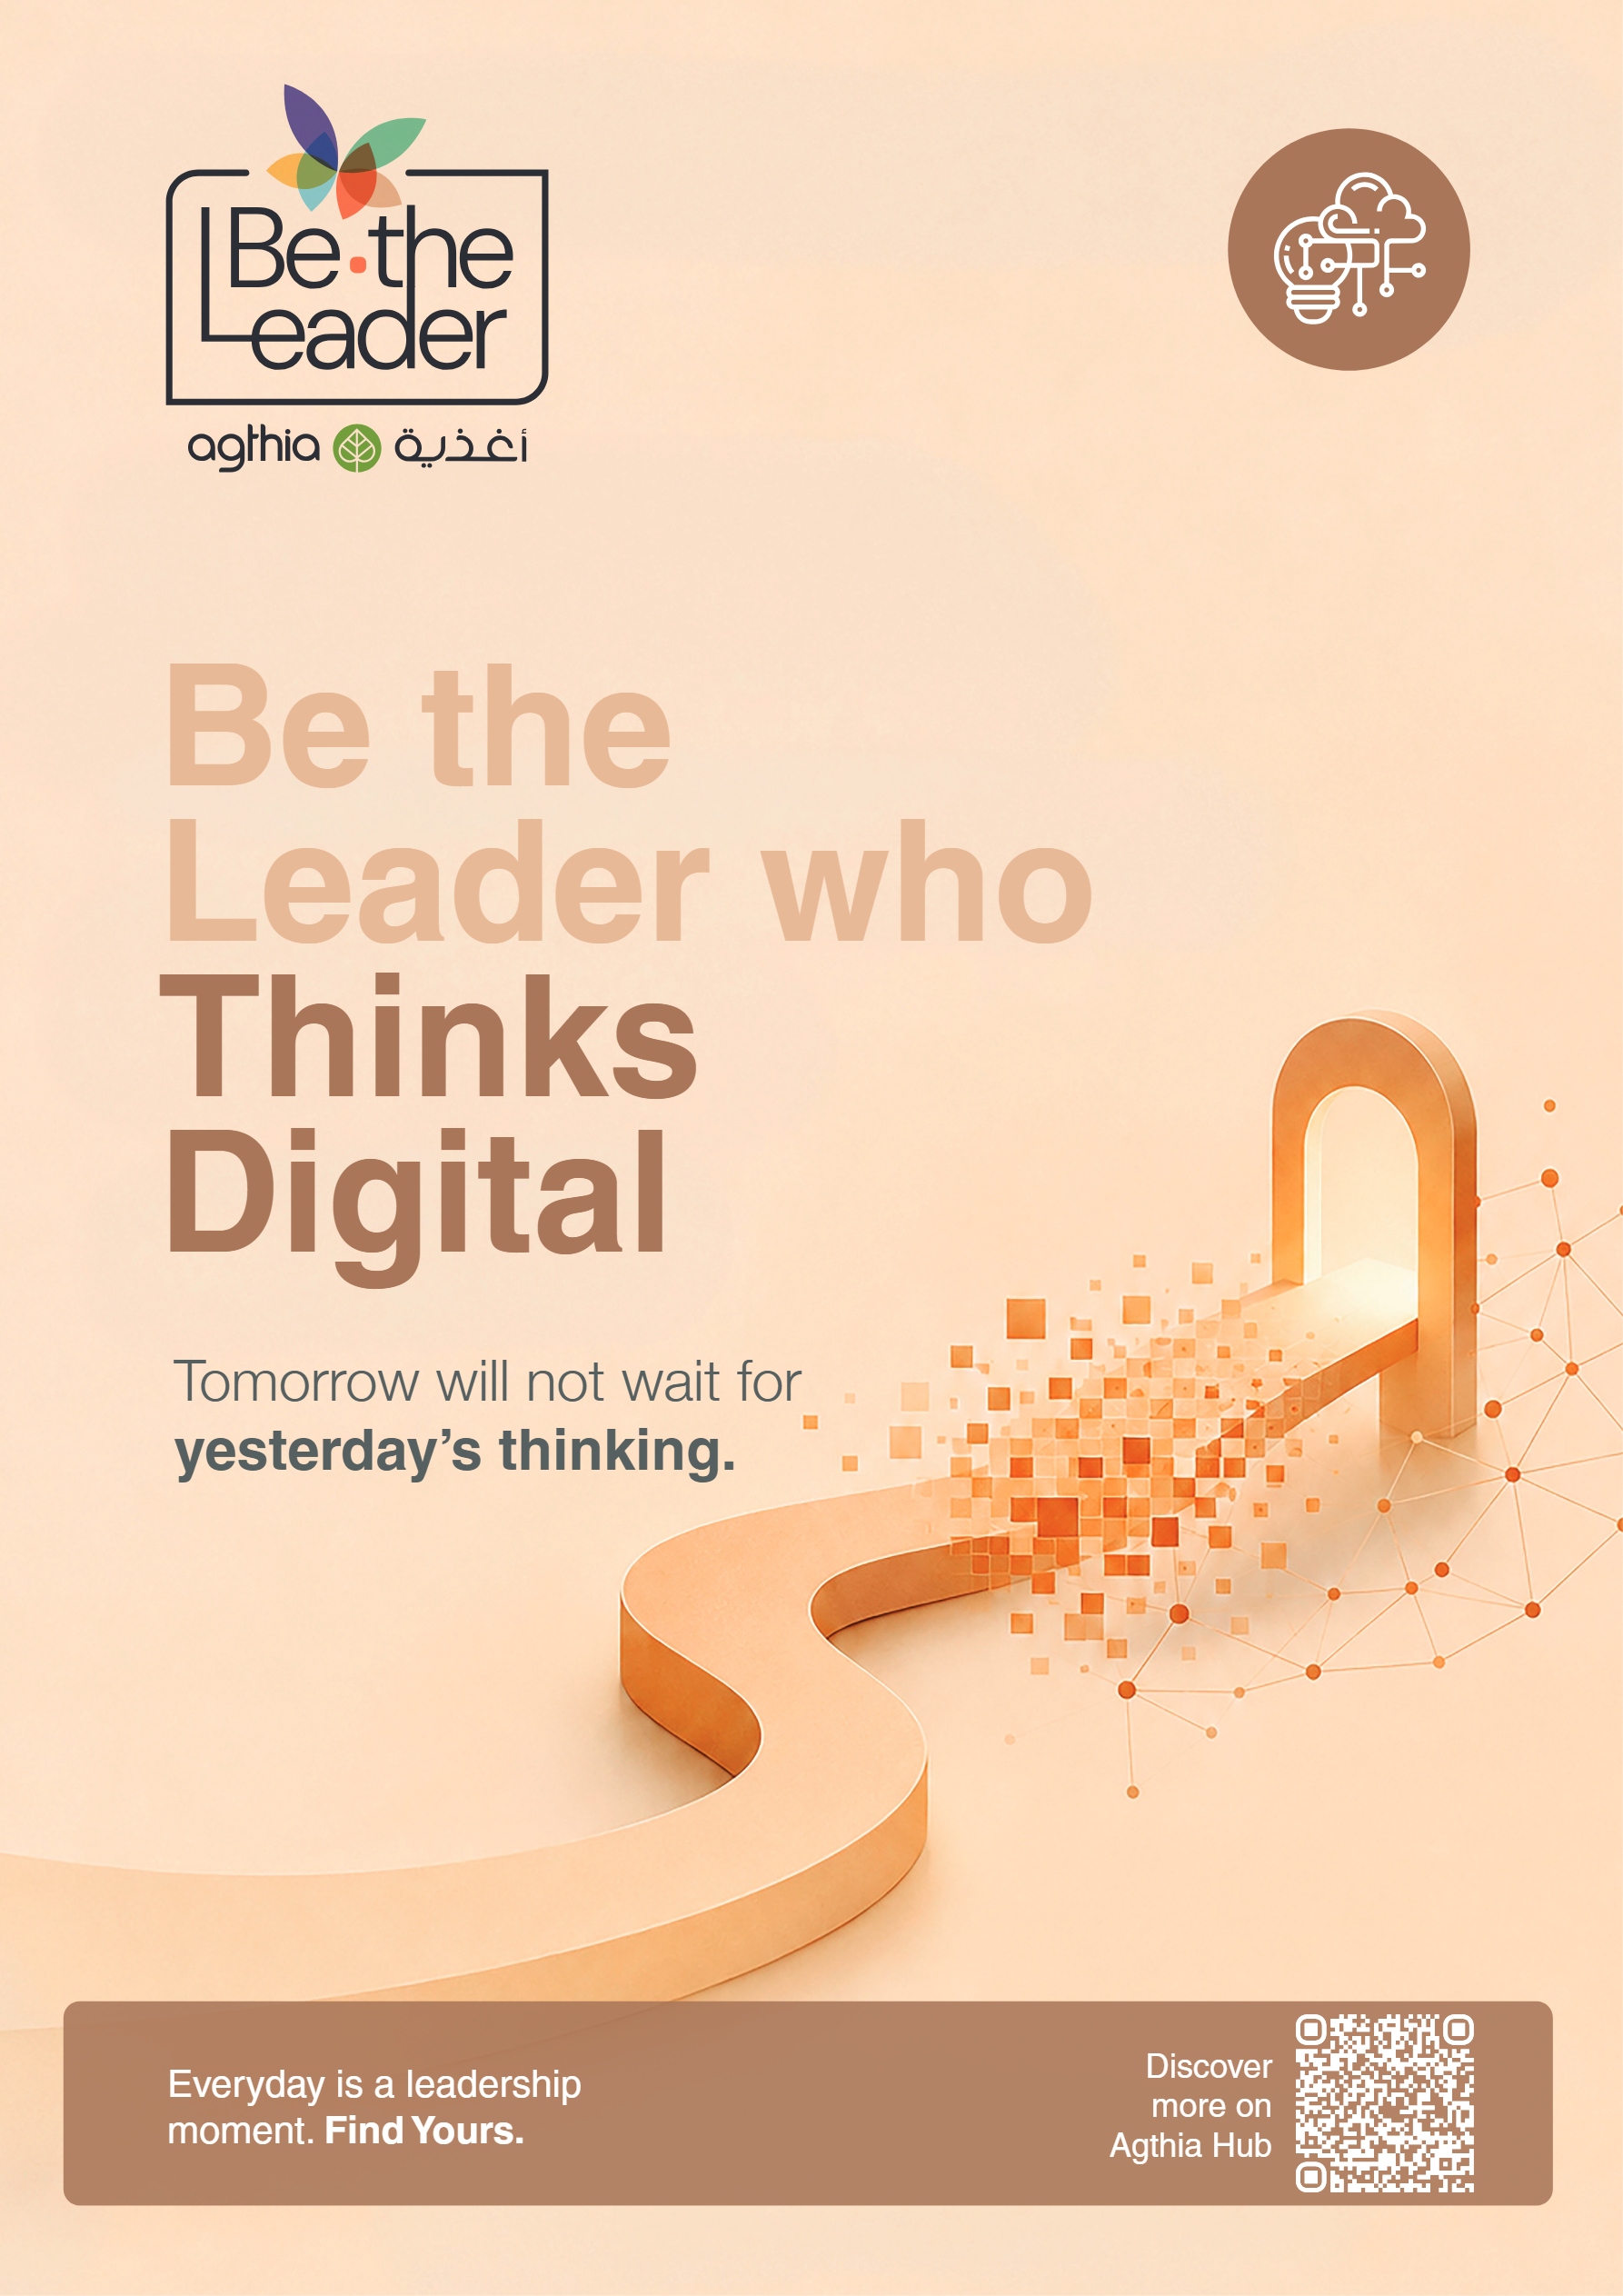 Be the
Leader
agthia أغذية
Be the
Leader who
Thinks
Digital
Tomorrow will not wait for
yesterday’s thinking.
Everyday is a leadership
moment. Find Yours.
Discover
more on
Agthia Hub